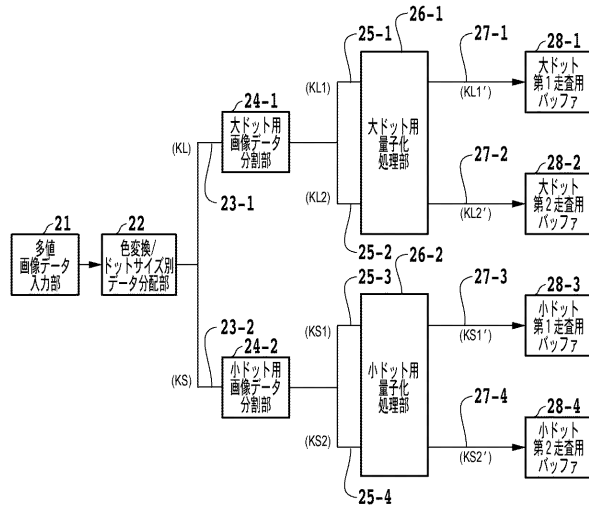 21
多値
画像データ
入力部
22
色変換/
ドットサイズ別
データ分配部
(KL)
23-1
24-1
大ドット用
画像データ
分割部
(KL1)
25-1
(KL2)
25-2
26-1
大ドット用
量子化
処理部
27-1
(KL1')
28-1
大ドット
第1走査用
バッファ
27-2
(KL2')
28-2
大ドット
第2走査用
バッファ
(KS)
23-2
24-2
小ドット用
画像データ
分割部
(KS1)
25-3
(KS2)
25-4
26-2
小ドット用
量子化
処理部
27-3
(KS1')
28-3
小ドット
第1走査用
バッファ
27-4
(KS2')
28-4
小ドット
第2走査用
バッファ